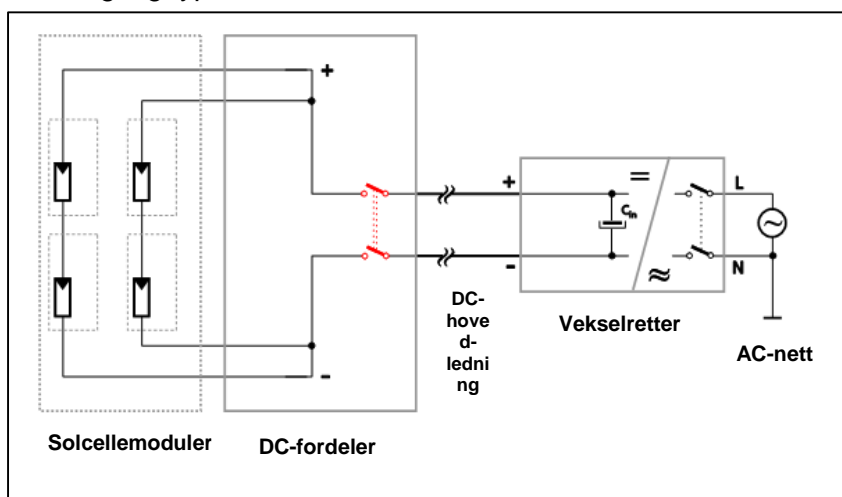 +
+
=
L
C_in
-
≈
N
DC-
hove
d-
ledni
ng
Vekselretter
AC-nett
-
Solcellemoduler
DC-fordeler